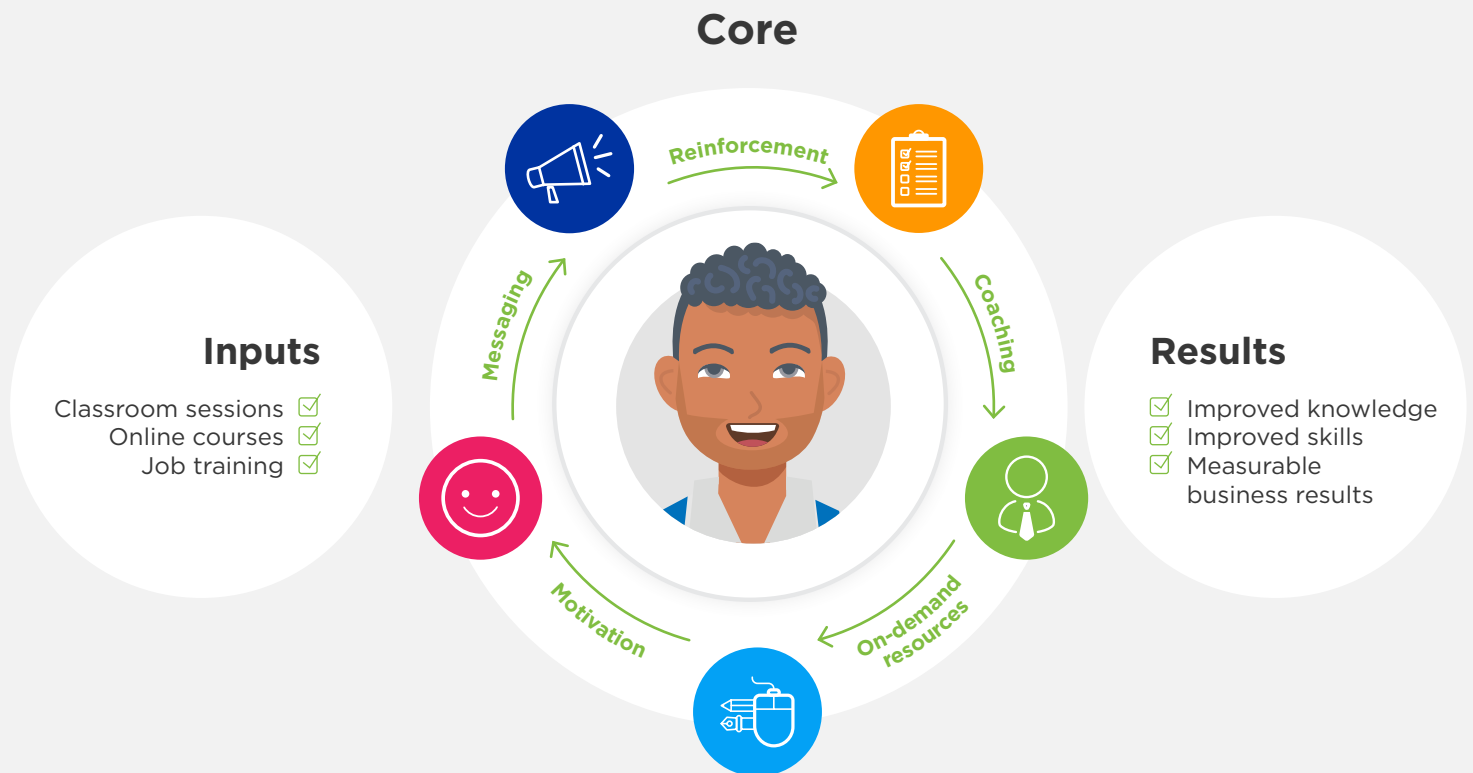 Core
Inputs
Classroom sessions
Online courses
Job training
Messaging
Reinforcement
Coaching
On-demand
resources
Motivation
Results
Improved knowledge
Improved skills
Measurable
business results